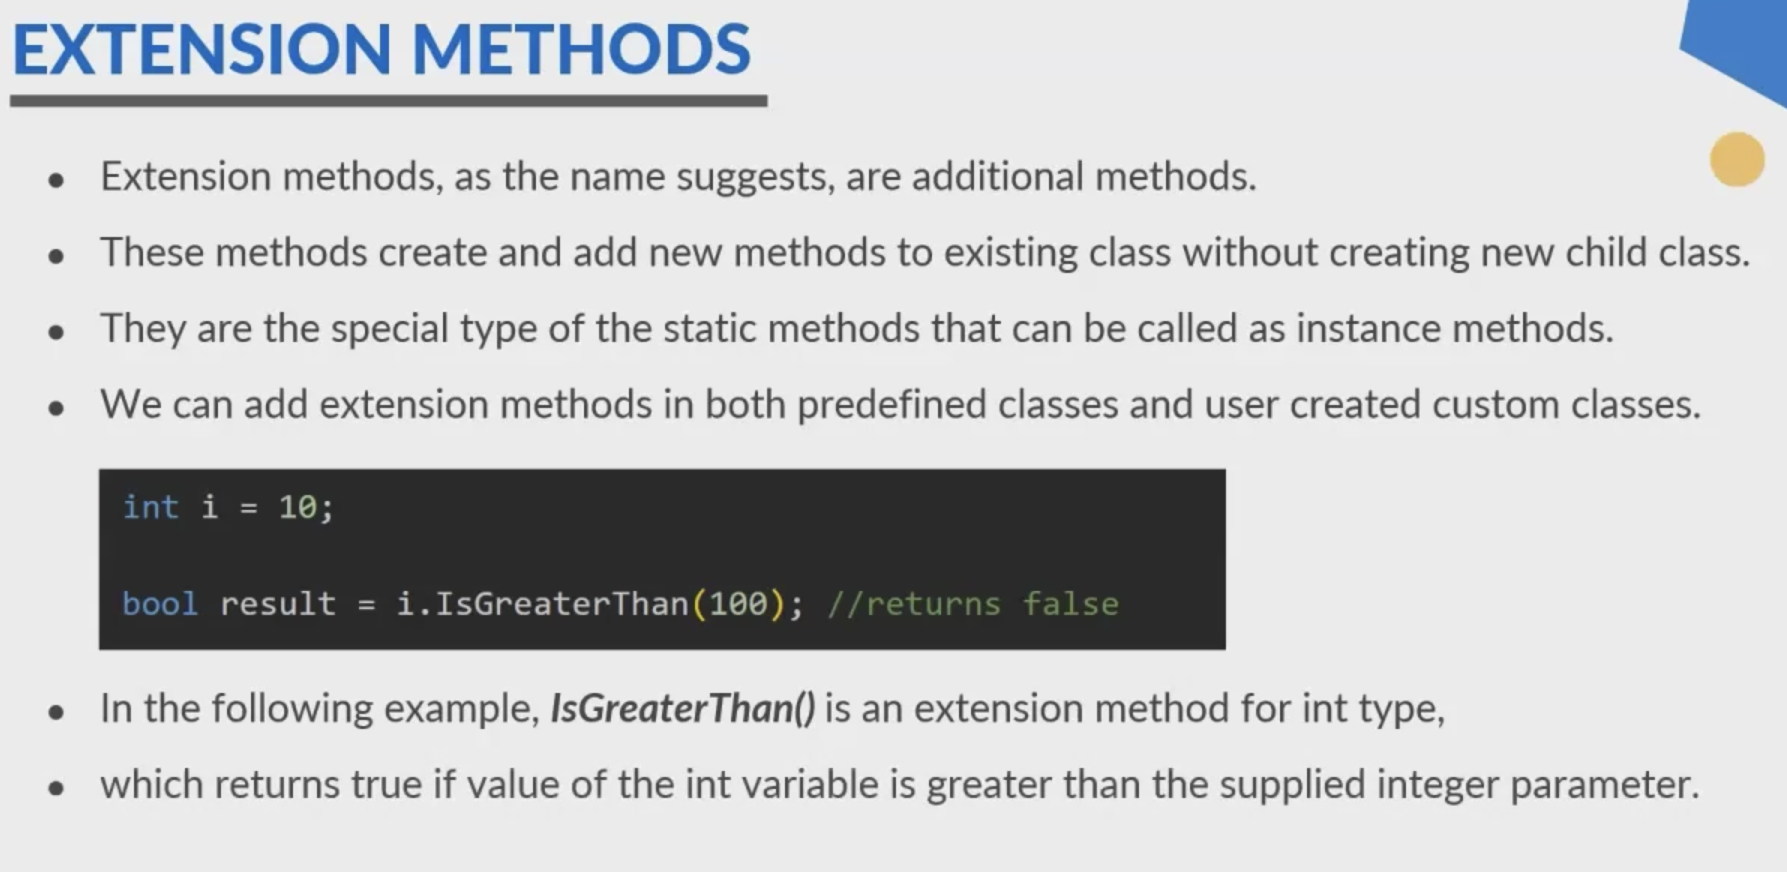 EXTENSION METHODS
• Extension methods, as the name suggests, are additional methods.
• These methods create and add new methods to existing class without creating new child class.
• They are the special type of the static methods that can be called as instance methods.
• We can add extension methods in both predefined classes and user created custom classes.
int i = 10;
bool result = i.IsGreaterThan(100); //returns false
• In the following example, IsGreaterThan() is an extension method for int type,
• which returns true if value of the int variable is greater than the supplied integer parameter.